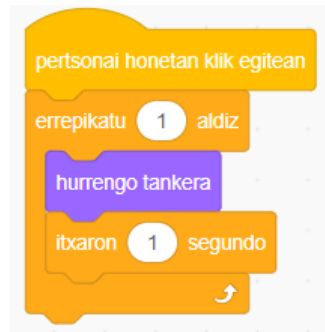 pertsonai honetan klik egitean
errepikatu 1 aldiz
hurrengo tankera
itxaron 1 segundo